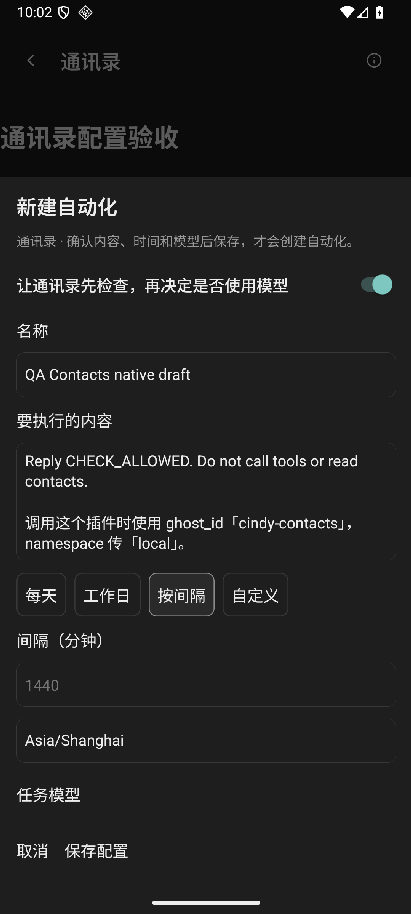 10:02
通讯录
通讯录配置验收
新建自动化
通讯录 · 确认内容、时间和模型后保存，才会创建自动化。
让通讯录先检查，再决定是否使用模型
名称
QA Contacts native draft
要执行的内容
Reply CHECK_ALLOWED. Do not call tools or read
contacts.
调用这个插件时使用 ghost_id「cindy-contacts」，
namespace 传「local」。
每天 工作日 按间隔 自定义
间隔（分钟）
1440
Asia/Shanghai
任务模型
取消 保存配置